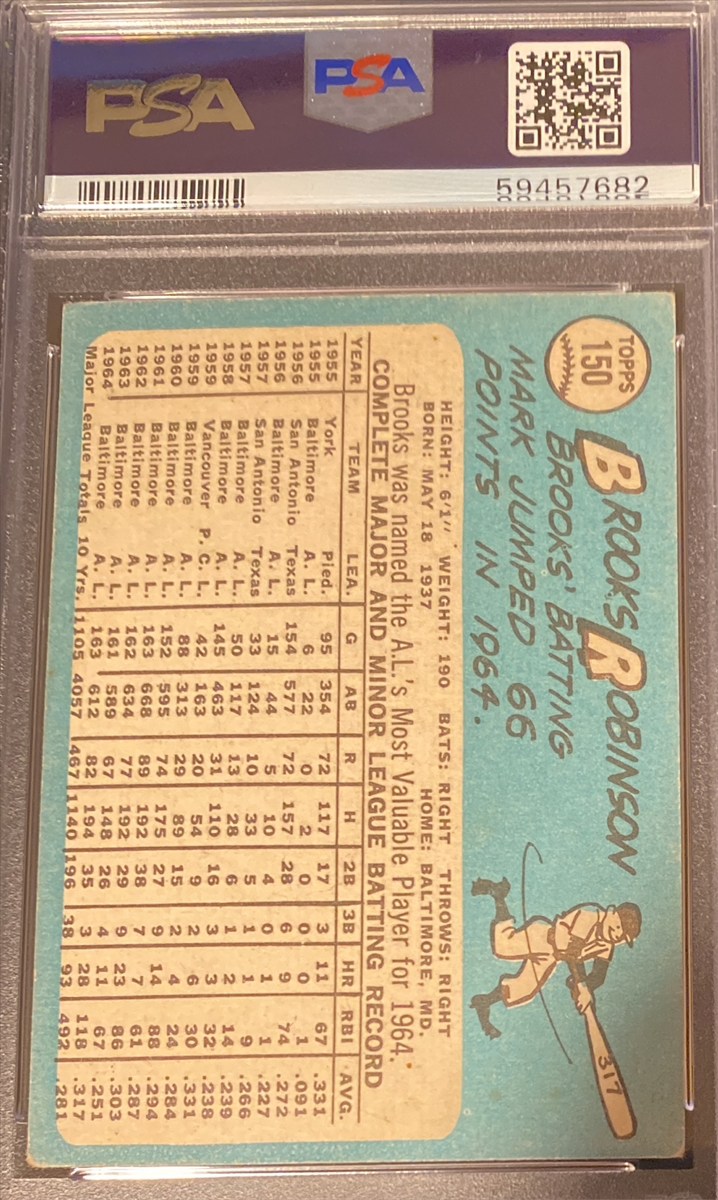 PSA PSA
59457682
TOPPS
150
BROOKS ROBINSON
BROOKS' BATTING
MARK JUMPED 66
POINTS IN 1964.
317
HEIGHT: 6'1" WEIGHT: 190 BATS: RIGHT THROWS: RIGHT
BORN: MAY 18 1937 HOME: BALTIMORE, MD.
Brooks was named the A.L.'s Most Valuable Player for 1964.
COMPLETE MAJOR AND MINOR LEAGUE BATTING RECORD
YEAR TEAM LEA. G AB R H 2B 3B HR RBI AVG.
1955 York Pied. 95 354 72 117 17 3 11 67 .331
1955 Baltimore A. L. 6 22 0 2 0 0 0 1 .091
1956 San Antonio Texas 154 577 72 157 28 6 9 74 .272
1956 Baltimore A. L. 15 44 5 10 4 0 1 1 .227
1957 San Antonio Texas 33 124 10 33 5 1 1 9 .266
1957 Baltimore A. L. 50 117 13 28 6 1 2 14 .239
1958 Baltimore A. L. 145 463 31 110 16 3 3 32 .238
1959 Vancouver P. C. L. 42 163 20 54 9 2 6 30 .331
1959 Baltimore A. L. 88 313 29 89 15 2 4 24 .284
1960 Baltimore A. L. 152 595 74 175 27 9 14 88 .294
1961 Baltimore A. L. 163 668 89 192 38 7 7 61 .287
1962 Baltimore A. L. 162 634 77 192 29 9 23 86 .303
1963 Baltimore A. L. 161 589 67 148 26 4 11 67 .251
1964 Baltimore A. L. 163 612 82 194 35 3 28 118 .317
Major League Totals 10 Yrs. 1105 4057 467 1140 196 38 93 492 .281